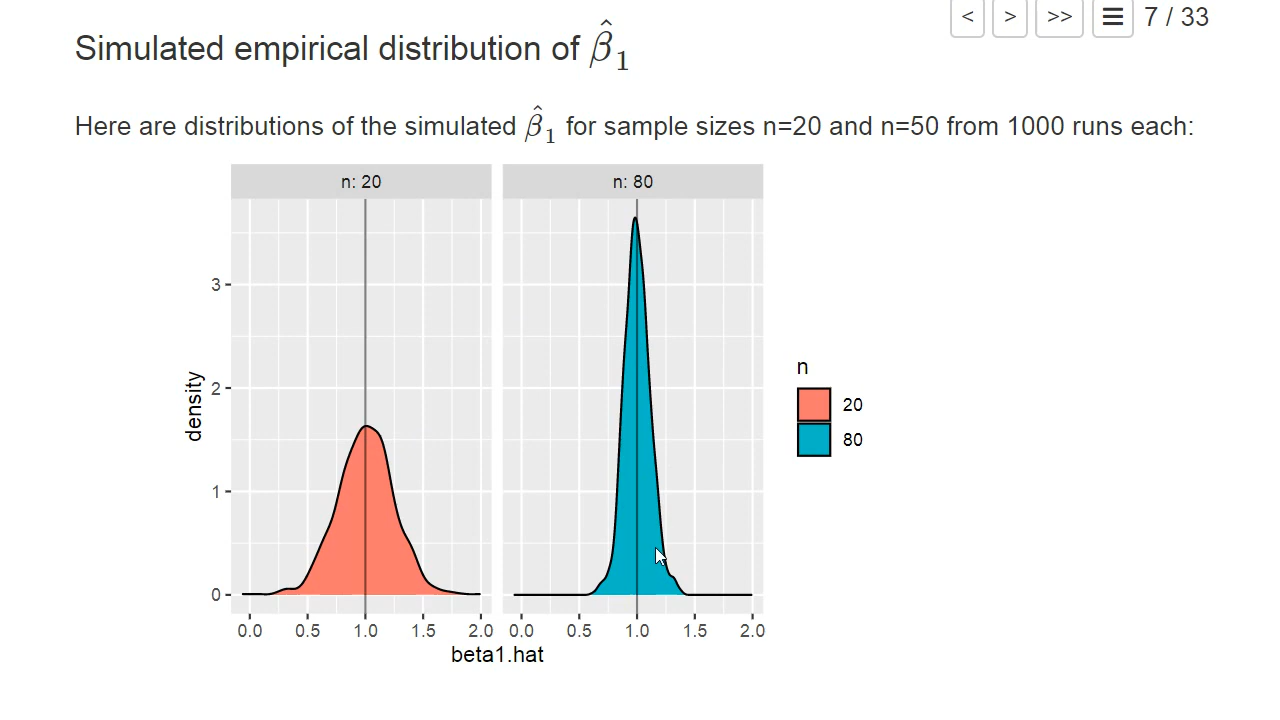 < > >> ☰ 7 / 33
Simulated empirical distribution of β̂₁
Here are distributions of the simulated β̂₁ for sample sizes n=20 and n=50 from 1000 runs each:
n: 20 n: 80
3
2
1
0
density
0.0 0.5 1.0 1.5 2.0 0.0 0.5 1.0 1.5 2.0
beta1.hat
n
20
80